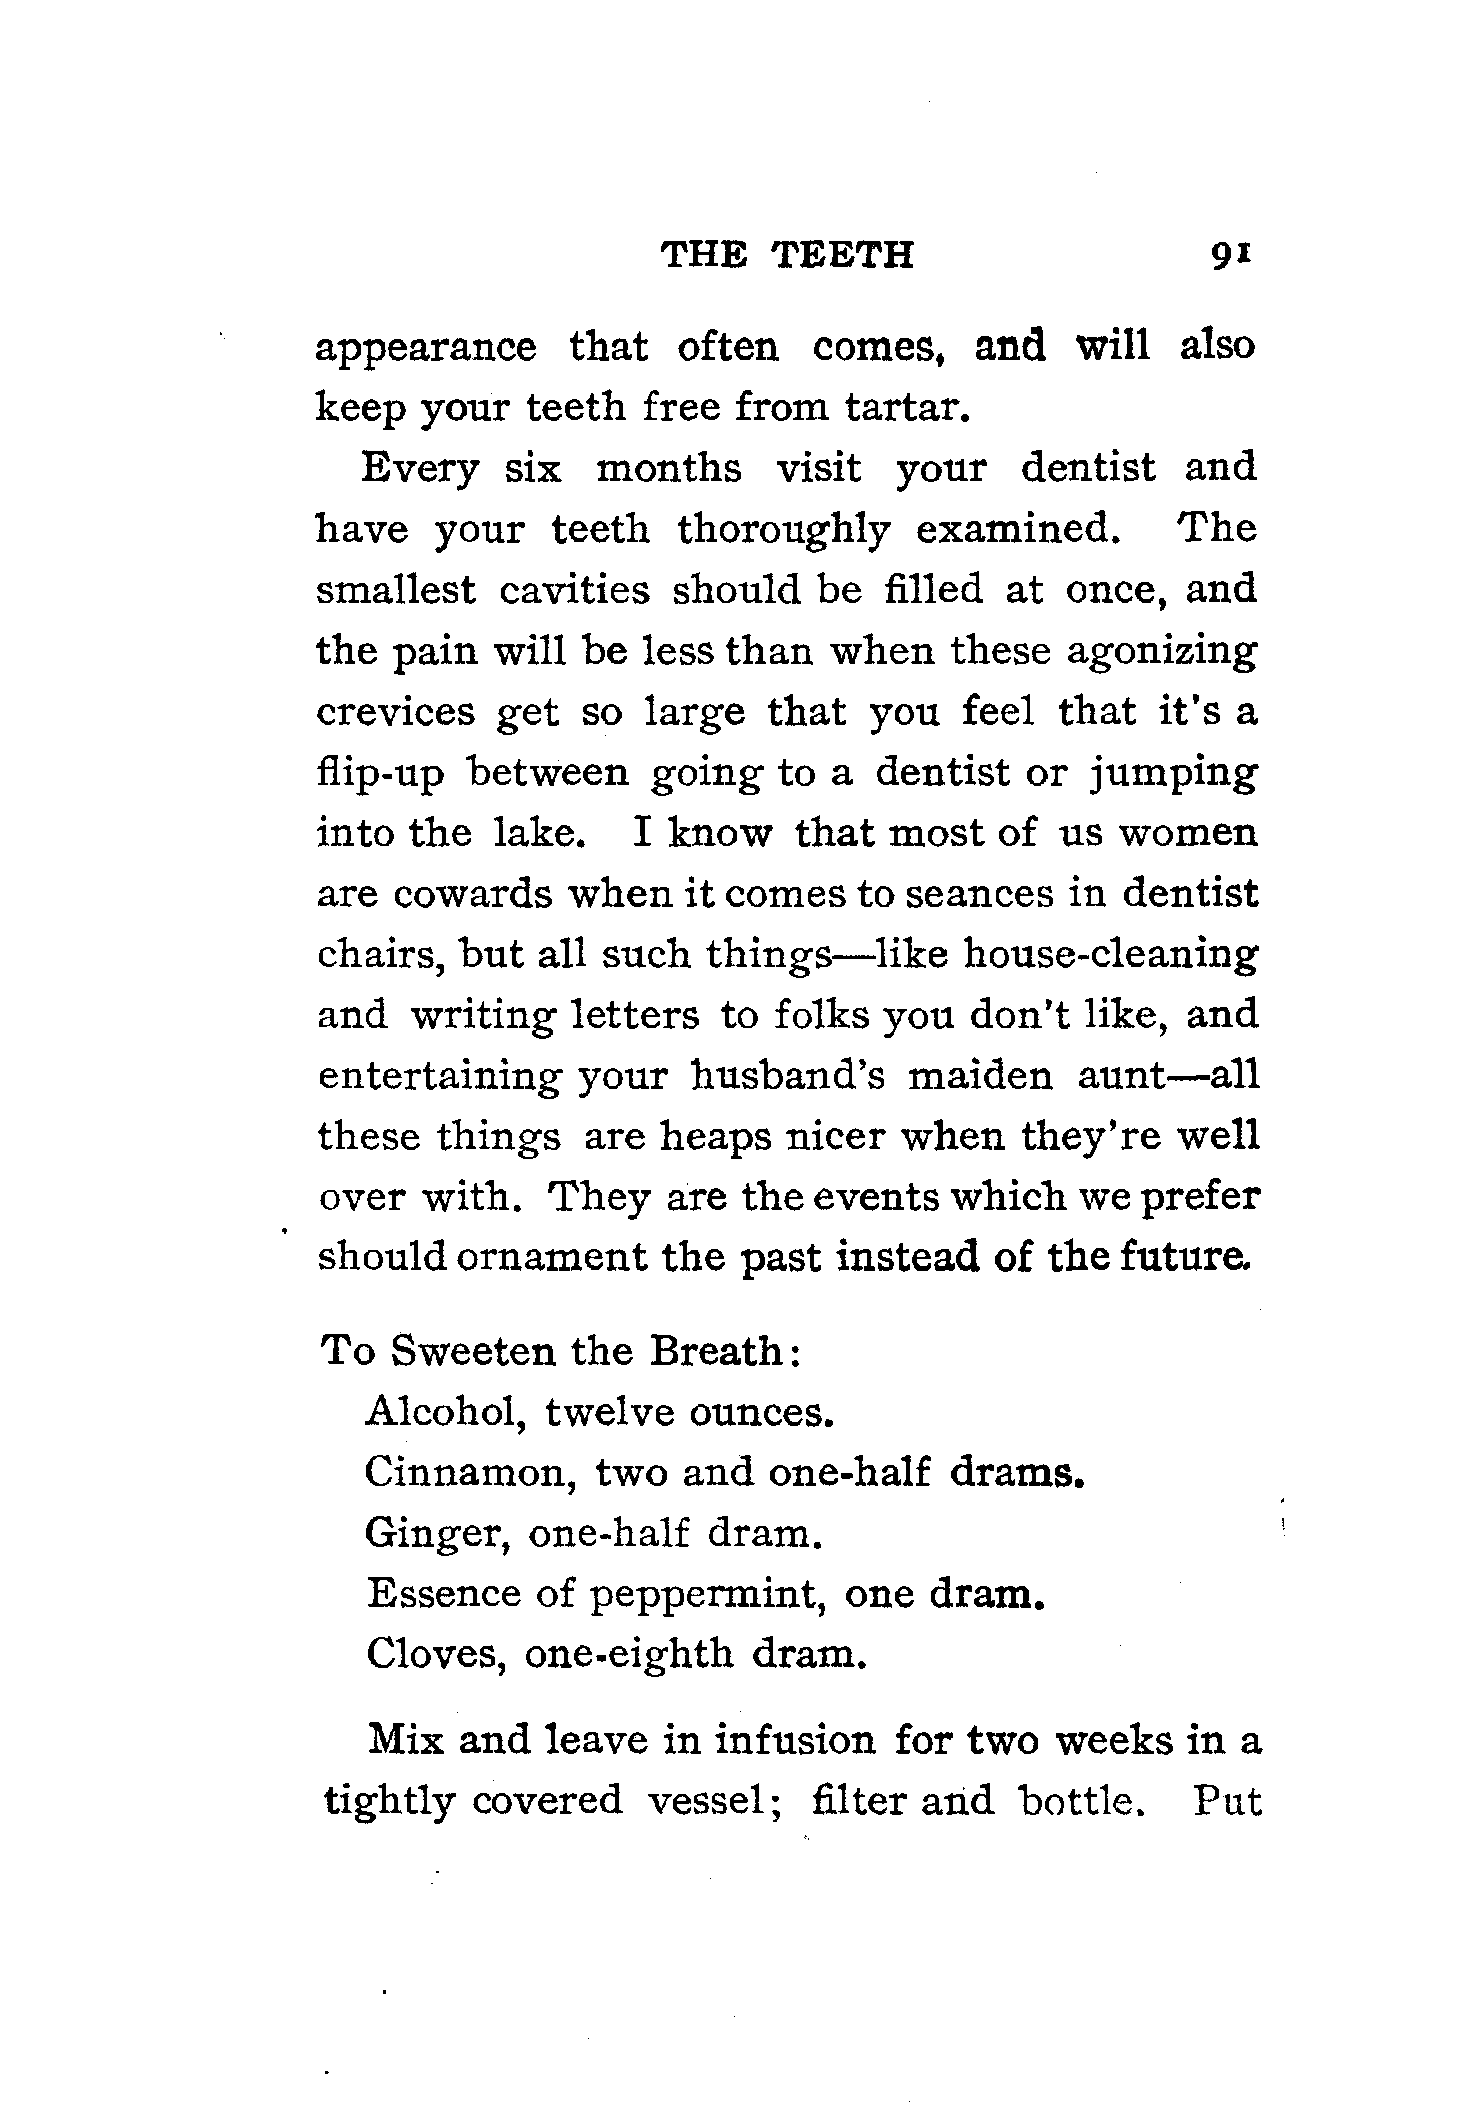 THE TEETH 91
appearance that often comes, and will also
keep your teeth free from tartar.
Every six months visit your dentist and
have your teeth thoroughly examined. The
smallest cavities should be filled at once, and
the pain will be less than when these agonizing
crevices get so large that you feel that it's a
flip-up between going to a dentist or jumping
into the lake. I know that most of us women
are cowards when it comes to seances in dentist
chairs, but all such things—like house-cleaning
and writing letters to folks you don't like, and
entertaining your husband's maiden aunt—all
these things are heaps nicer when they're well
over with. They are the events which we prefer
should ornament the past instead of the future.
To Sweeten the Breath:
Alcohol, twelve ounces.
Cinnamon, two and one-half drams.
Ginger, one-half dram.
Essence of peppermint, one dram.
Cloves, one-eighth dram.
Mix and leave in infusion for two weeks in a
tightly covered vessel; filter and bottle. Put